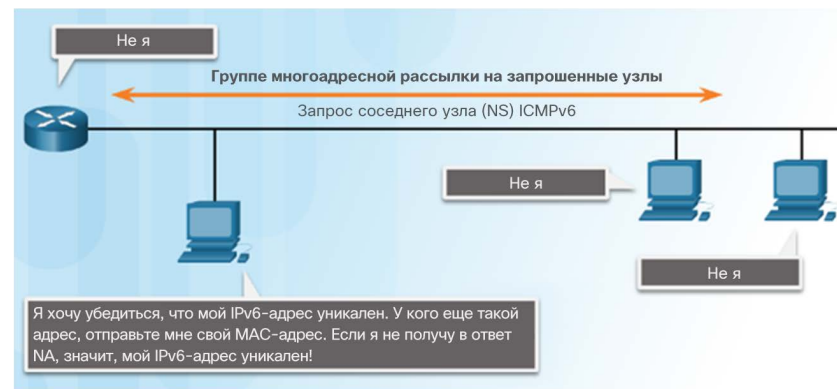 Не я
Группе многоадресной рассылки на запрошенные узлы
Запрос соседнего узла (NS) ICMPv6
Не я
Не я
Я хочу убедиться, что мой IPv6-адрес уникален. У кого еще такой
адрес, отправьте мне свой MAC-адрес. Если я не получу в ответ
NA, значит, мой IPv6-адрес уникален!